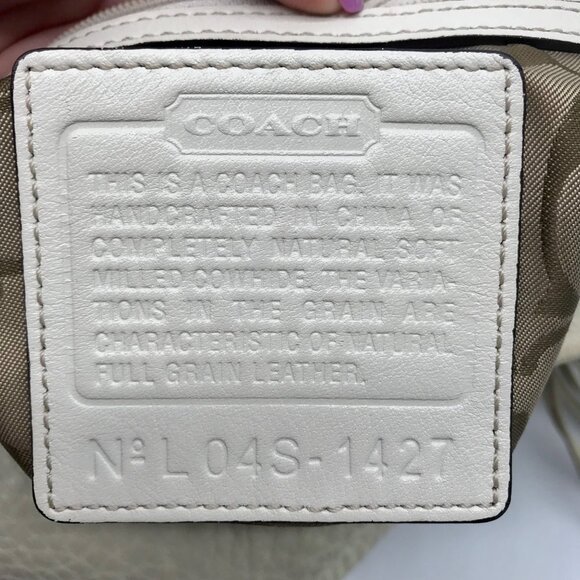 COACH
THIS IS A COACH BAG. IT WAS
HANDCRAFTED IN CHINA OF
COMPLETELY NATURAL SOFT
MILLED COWHIDE. THE VARIA-
TIONS IN THE GRAIN ARE
CHARACTERISTIC OF NATURAL
FULL GRAIN LEATHER.
Nº L04S-1427